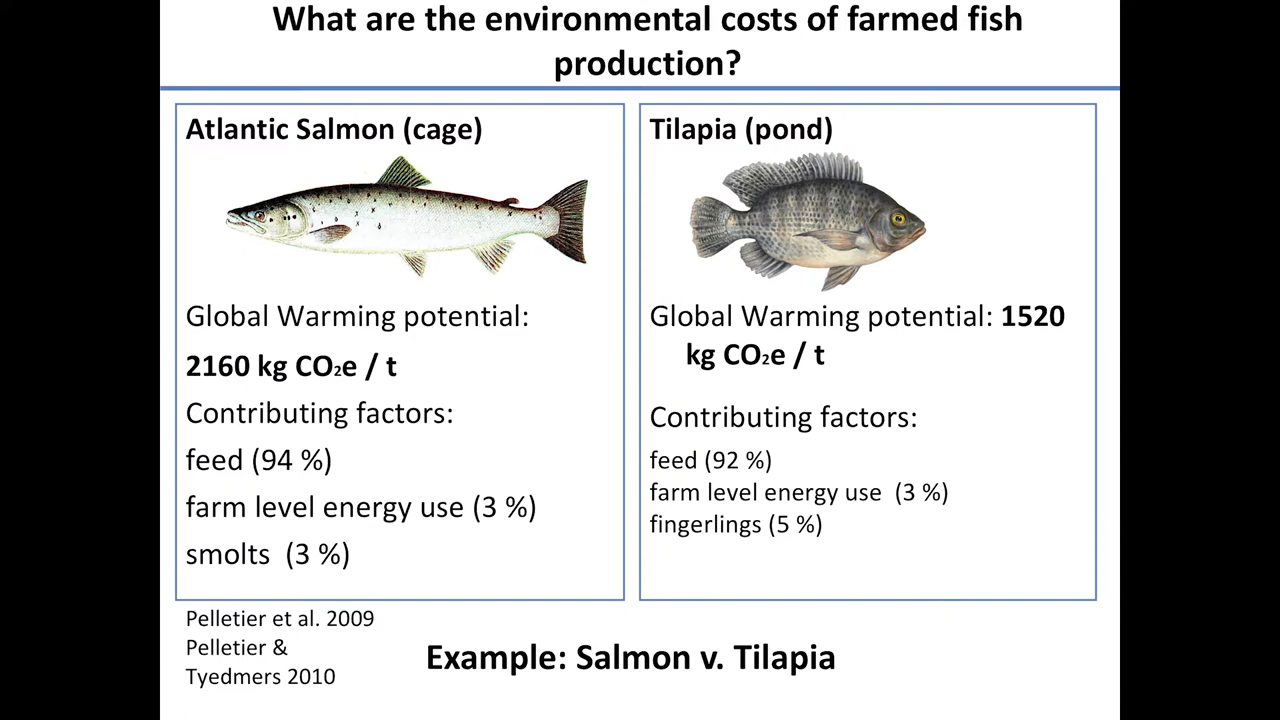 What are the environmental costs of farmed fish
production?
Atlantic Salmon (cage)
Global Warming potential:
2160 kg CO₂e / t
Contributing factors:
feed (94 %)
farm level energy use (3 %)
smolts (3 %)
Tilapia (pond)
Global Warming potential: 1520
kg CO₂e / t
Contributing factors:
feed (92 %)
farm level energy use (3 %)
fingerlings (5 %)
Pelletier et al. 2009
Pelletier &
Tyedmers 2010
Example: Salmon v. Tilapia